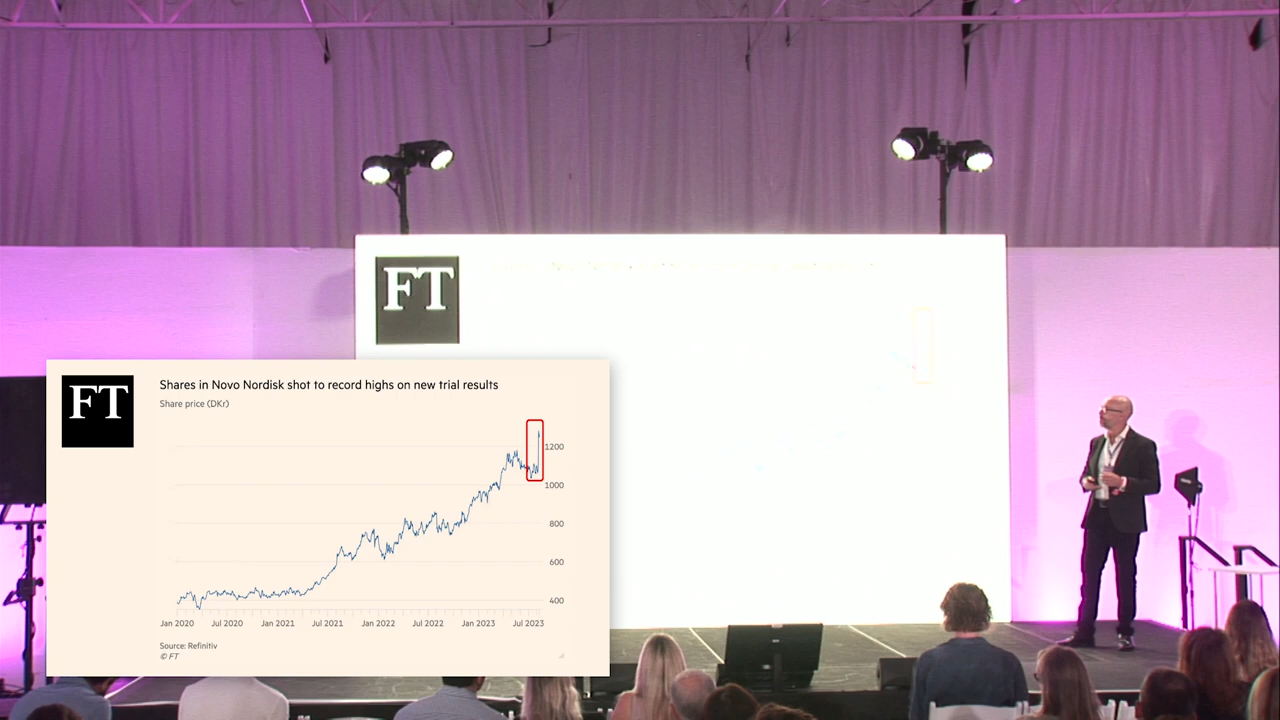 FT
FT
Shares in Novo Nordisk shot to record highs on new trial results
Share price (DKr)
1200
1000
800
600
400
Jan 2020 Jul 2020 Jan 2021 Jul 2021 Jan 2022 Jul 2022 Jan 2023 Jul 2023
Source: Refinitiv
© FT